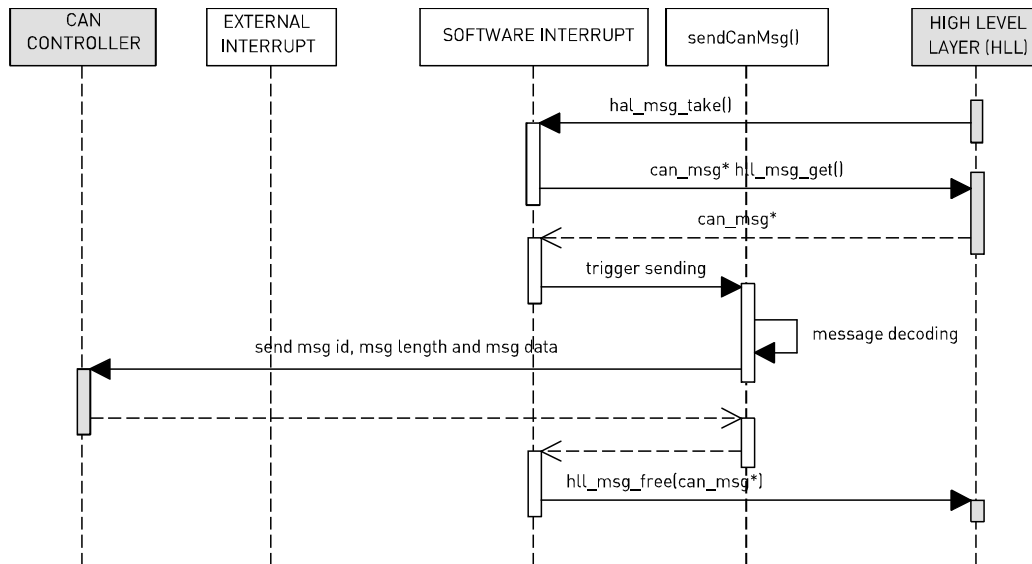 CAN
CONTROLLER
EXTERNAL
INTERRUPT
SOFTWARE INTERRUPT
sendCanMsg()
HIGH LEVEL
LAYER (HLL)
hal_msg_take()
can_msg* hll_msg_get()
can_msg*
trigger sending
message decoding
send msg id, msg length and msg data
hll_msg_free(can_msg*)